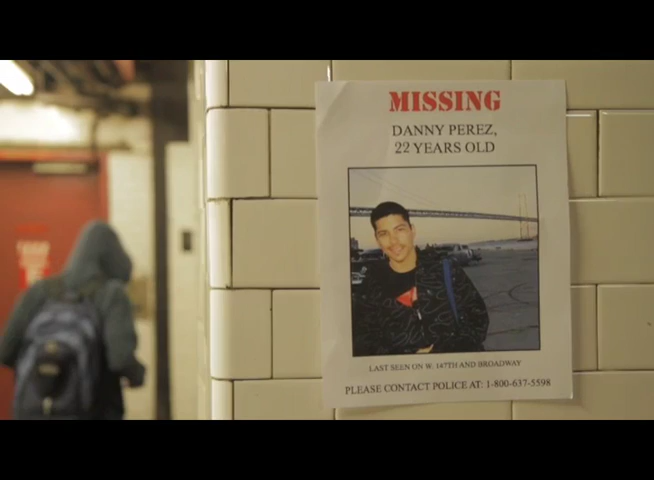 MISSING
DANNY PEREZ,
22 YEARS OLD
LAST SEEN ON W. 147TH AND BROADWAY
PLEASE CONTACT POLICE AT: 1-800-637-5598